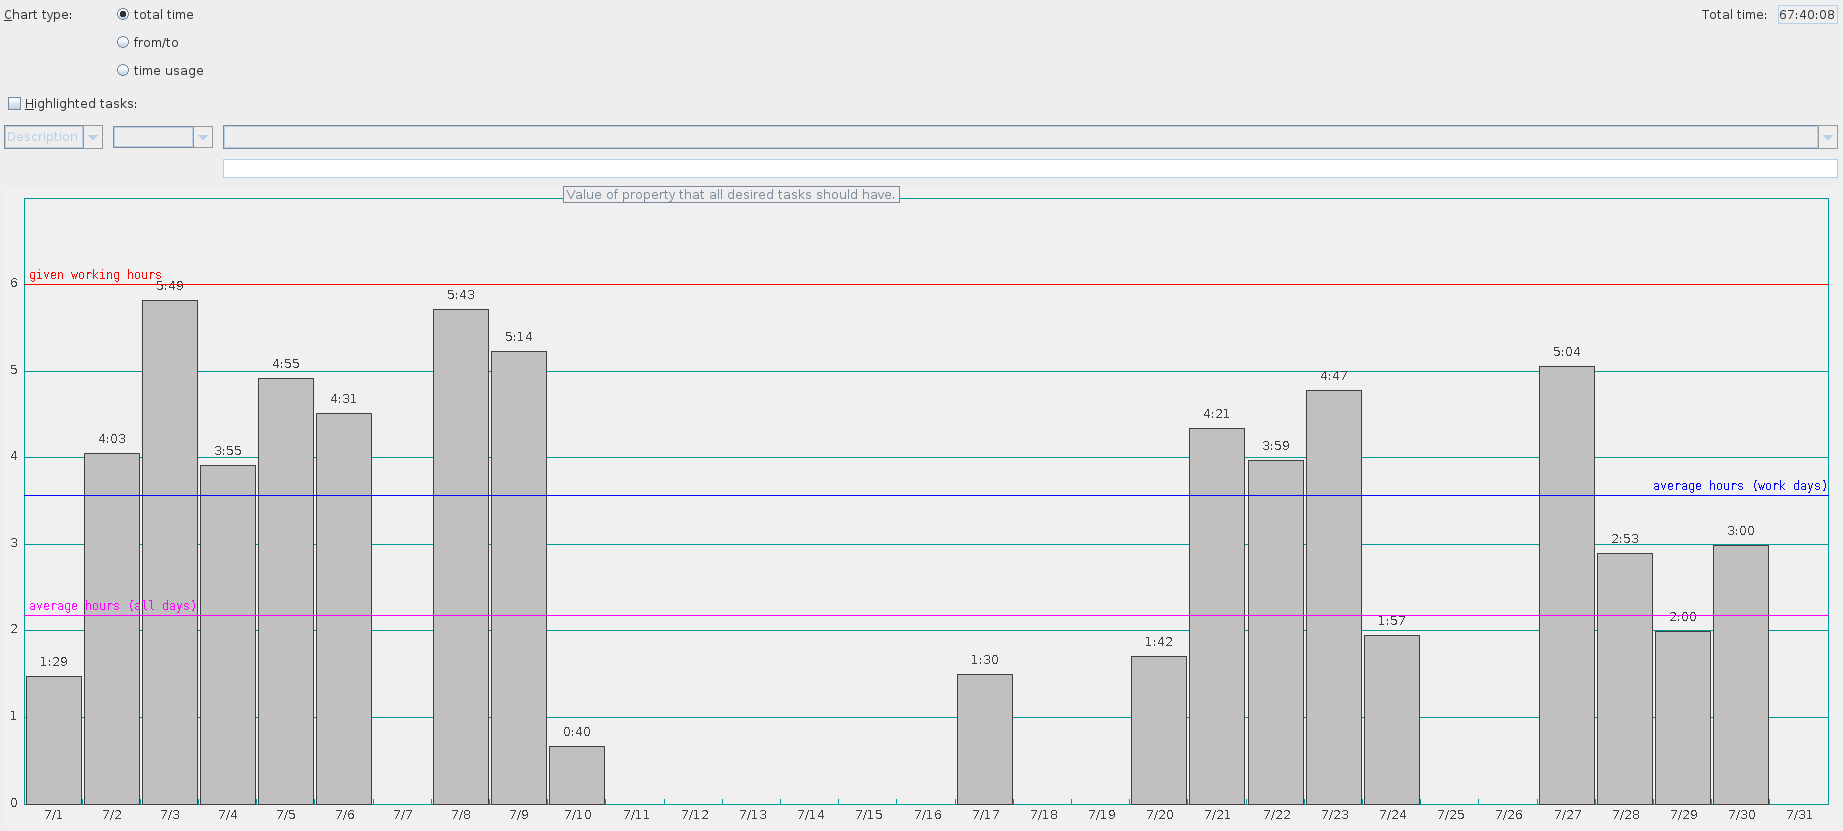 Chart type: total time Total time: 67:40:08
from/to
time usage
Highlighted tasks:
Description
Value of property that all desired tasks should have.
given working hours
6
5:49
5:43
5:14
5:04
5
4:55
4:47
4:31
4:21
4:03
3:59
3:55
4
average hours (work days)
3
2:53
3:00
average hours (all days)
2
2:00
1:57
1:42
1:29
1:30
1
0:40
0
7/1 7/2 7/3 7/4 7/5 7/6 7/7 7/8 7/9 7/10 7/11 7/12 7/13 7/14 7/15 7/16 7/17 7/18 7/19 7/20 7/21 7/22 7/23 7/24 7/25 7/26 7/27 7/28 7/29 7/30 7/31